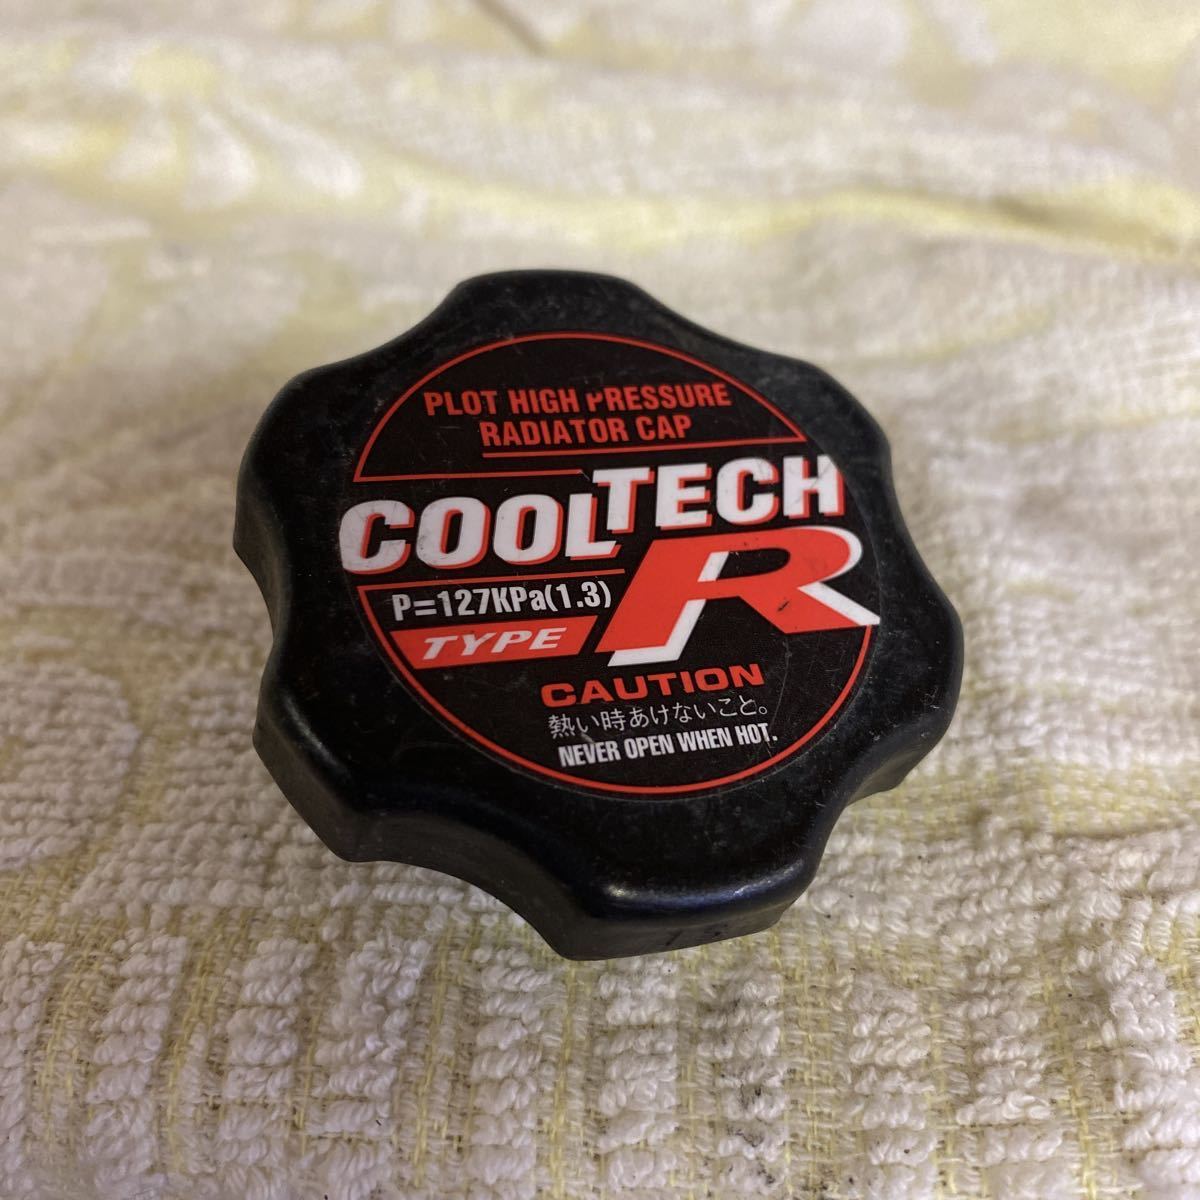 PLOT HIGH PRESSURE
RADIATOR CAP
COOLTECH
P=127KPa(1.3)
TYPE R
CAUTION
熱い時あけないこと。
NEVER OPEN WHEN HOT.